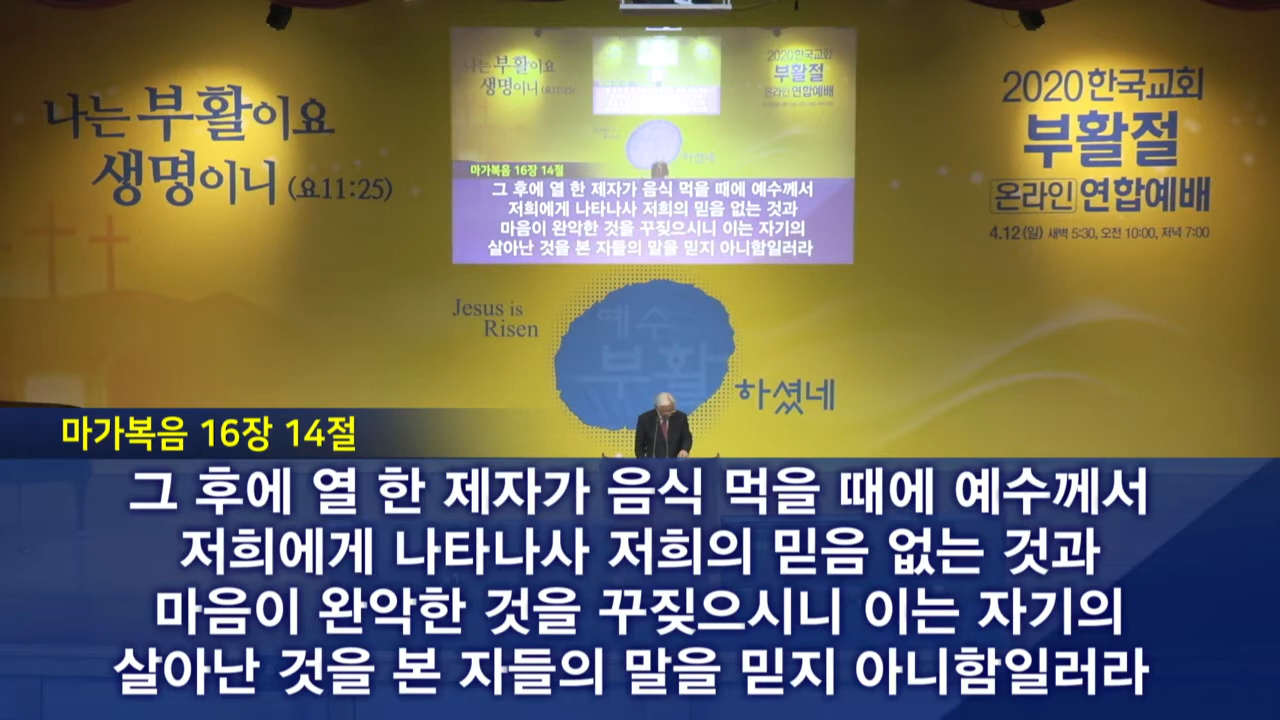 나는 부활이요
생명이니 (요11:25)
나는 부활이요
생명이니
2020 한국교회
부활절
온라인 연합예배
마가복음 16장 14절
그 후에 열 한 제자가 음식 먹을 때에 예수께서
저희에게 나타나사 저희의 믿음 없는 것과
마음이 완악한 것을 꾸짖으시니 이는 자기의
살아난 것을 본 자들의 말을 믿지 아니함일러라
하셨네
2020 한국교회
부활절
온라인 연합예배
4.12(일) 새벽 5:30, 오전 10:00, 저녁 7:00
Jesus is
Risen
예수
부활
하셨네
마가복음 16장 14절
그 후에 열 한 제자가 음식 먹을 때에 예수께서
저희에게 나타나사 저희의 믿음 없는 것과
마음이 완악한 것을 꾸짖으시니 이는 자기의
살아난 것을 본 자들의 말을 믿지 아니함일러라